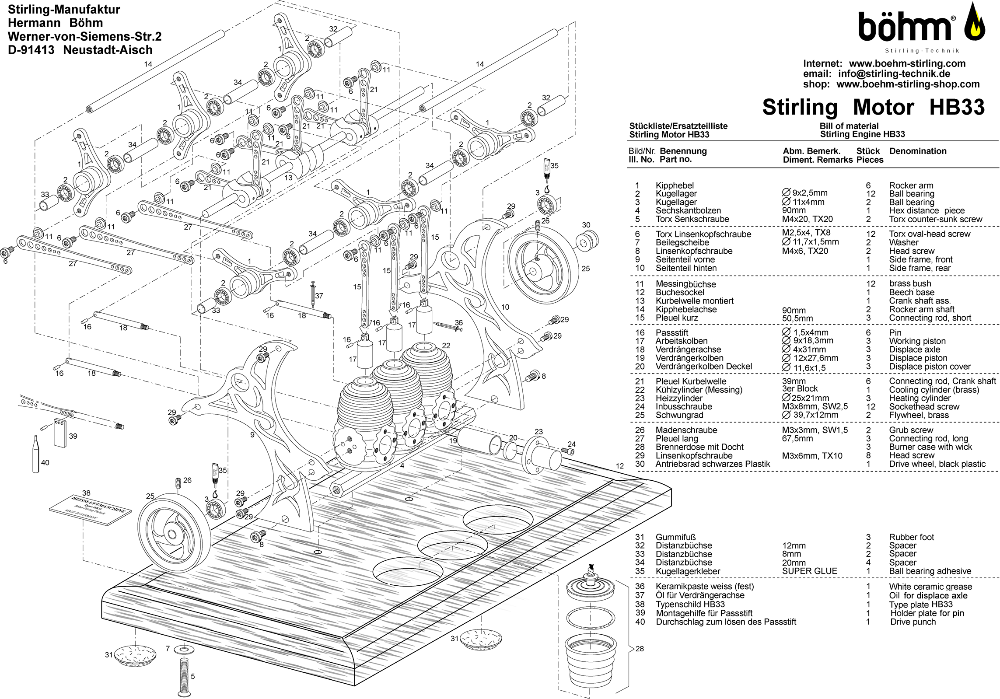 Stirling-Manufaktur
Hermann Böhm
Werner-von-Siemens-Str.2
D-91413 Neustadt-Aisch
böhm®
Stirling-Technik
Internet: www.boehm-stirling.com
email: info@stirling-technik.de
shop: www.boehm-stirling-shop.com
Stirling Motor HB33
Stückliste/Ersatzteilliste Bill of material
Stirling Motor HB33 Stirling Engine HB33
Bild/Nr. Benennung Abm. Bemerk. Stück Denomination
Ill. No. Part no. Diment. Remarks Pieces
1 Kipphebel 6 Rocker arm
2 Kugellager Ø 9x2,5mm 12 Ball bearing
3 Kugellager Ø 11x4mm 2 Ball bearing
4 Sechskantbolzen 90mm 1 Hex distance piece
5 Torx Senkschraube M4x20, TX20 2 Torx counter-sunk screw
6 Torx Linsenkopfschraube M2,5x4, TX8 12 Torx oval-head screw
7 Beilegscheibe Ø 11,7x1,5mm 2 Washer
8 Linsenkopfschraube M4x6, TX20 2 Head screw
9 Seitenteil vorne 1 Side frame, front
10 Seitenteil hinten 1 Side frame, rear
11 Messingbüchse 12 brass bush
12 Buchesockel 1 Beech base
13 Kurbelwelle montiert 1 Crank shaft ass.
14 Kipphebelachse 90mm 2 Rocker arm shaft
15 Pleuel kurz 50,5mm 3 Connecting rod, short
16 Passstift Ø 1,5x4mm 6 Pin
17 Arbeitskolben Ø 9x18,3mm 3 Working piston
18 Verdrängerachse Ø 4x31mm 3 Displace axle
19 Verdrängerkolben Ø 12x27,6mm 3 Displace piston
20 Verdrängerkolben Deckel Ø 11,6x1,5 3 Displace piston cover
21 Pleuel Kurbelwelle 39mm 6 Connecting rod, Crank shaft
22 Kühlzylinder (Messing) 3er Block 1 Cooling cylinder (brass)
23 Heizzylinder Ø25x21mm 3 Heating cylinder
24 Inbusschraube M3x8mm, SW2,5 12 Sockethead screw
25 Schwungrad Ø 39,7x12mm 2 Flywheel, brass
26 Madenschraube M3x3mm, SW1,5 2 Grub screw
27 Pleuel lang 67,5mm 3 Connecting rod, long
28 Brennerdose mit Docht 3 Burner case with wick
29 Linsenkopfschraube M3x6mm, TX10 8 Head screw
30 Antriebsrad schwarzes Plastik 1 Drive wheel, black plastic
31 Gummifuß 3 Rubber foot
32 Distanzbüchse 12mm 2 Spacer
33 Distanzbüchse 8mm 2 Spacer
34 Distanzbüchse 20mm 4 Spacer
35 Kugellagerkleber SUPER GLUE 1 Ball bearing adhesive
36 Keramikpaste weiss (fest) 1 White ceramic grease
37 Öl für Verdrängerachse 1 Oil for displace axle
38 Typenschild HB33 1 Type plate HB33
39 Montagehilfe für Passstift 1 Holder plate for pin
40 Durchschlag zum lösen des Passstift 1 Drive punch
HEISSLUFTMASCHINE
Type: HB33
Böhm Stirling Technik
MADE IN GERMANY